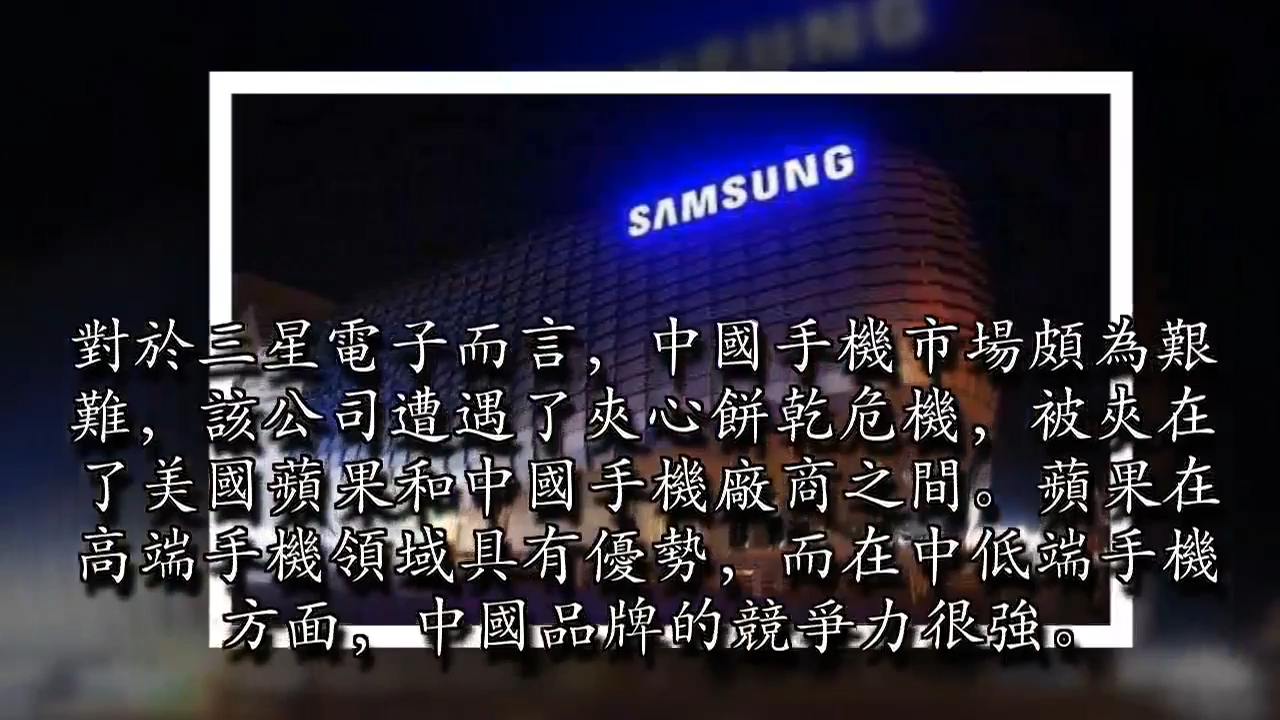 SAMSUNG
對於三星電子而言，中國手機市場頗為艱
難，該公司遭遇了夾心餅乾危機，被夾在
了美國蘋果和中國手機廠商之間。蘋果在
高端手機領域具有優勢，而在中低端手機
方面，中國品牌的競爭力很強。